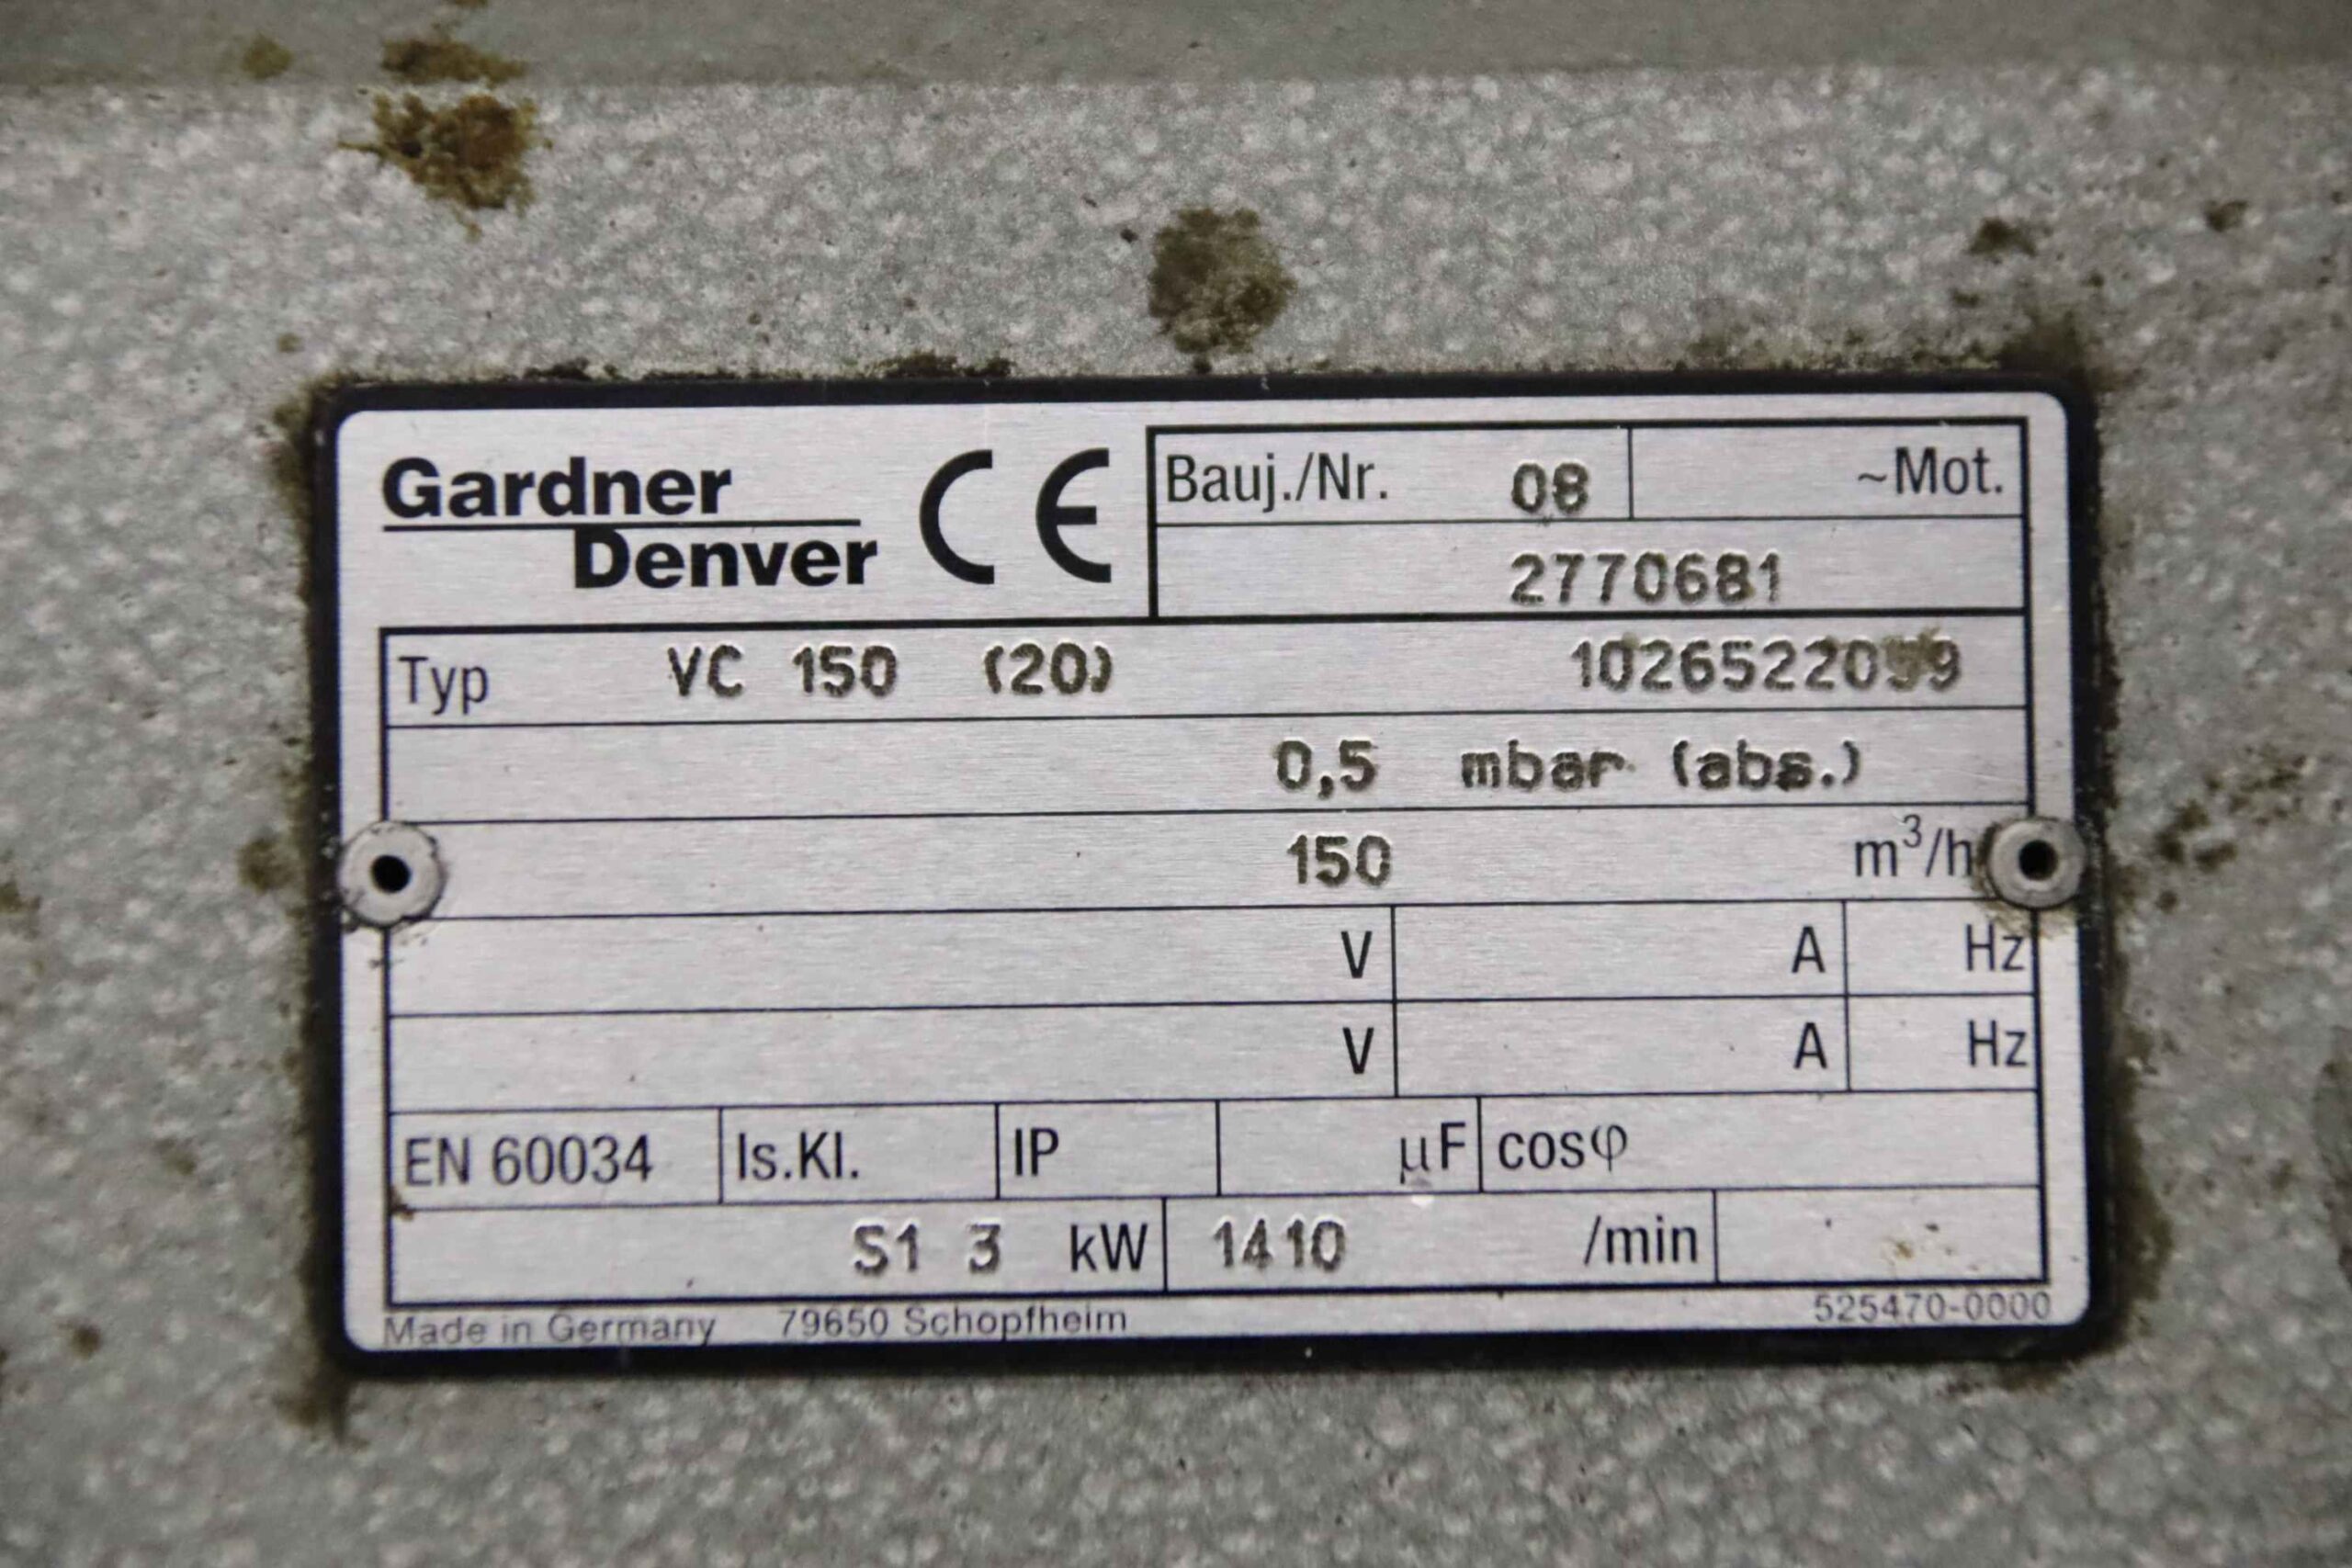 Gardner
Denver
CE
Bauj./Nr. 08 ~Mot.
2770681
Typ VC 150 (20)
0,5 mbar (abs.)
150 m³/h
V A Hz
V A Hz
EN 60034 Is.Kl. IP µF cosφ
S1 3 kW 1410 /min
Made in Germany 79650 Schopfheim 525470-0000